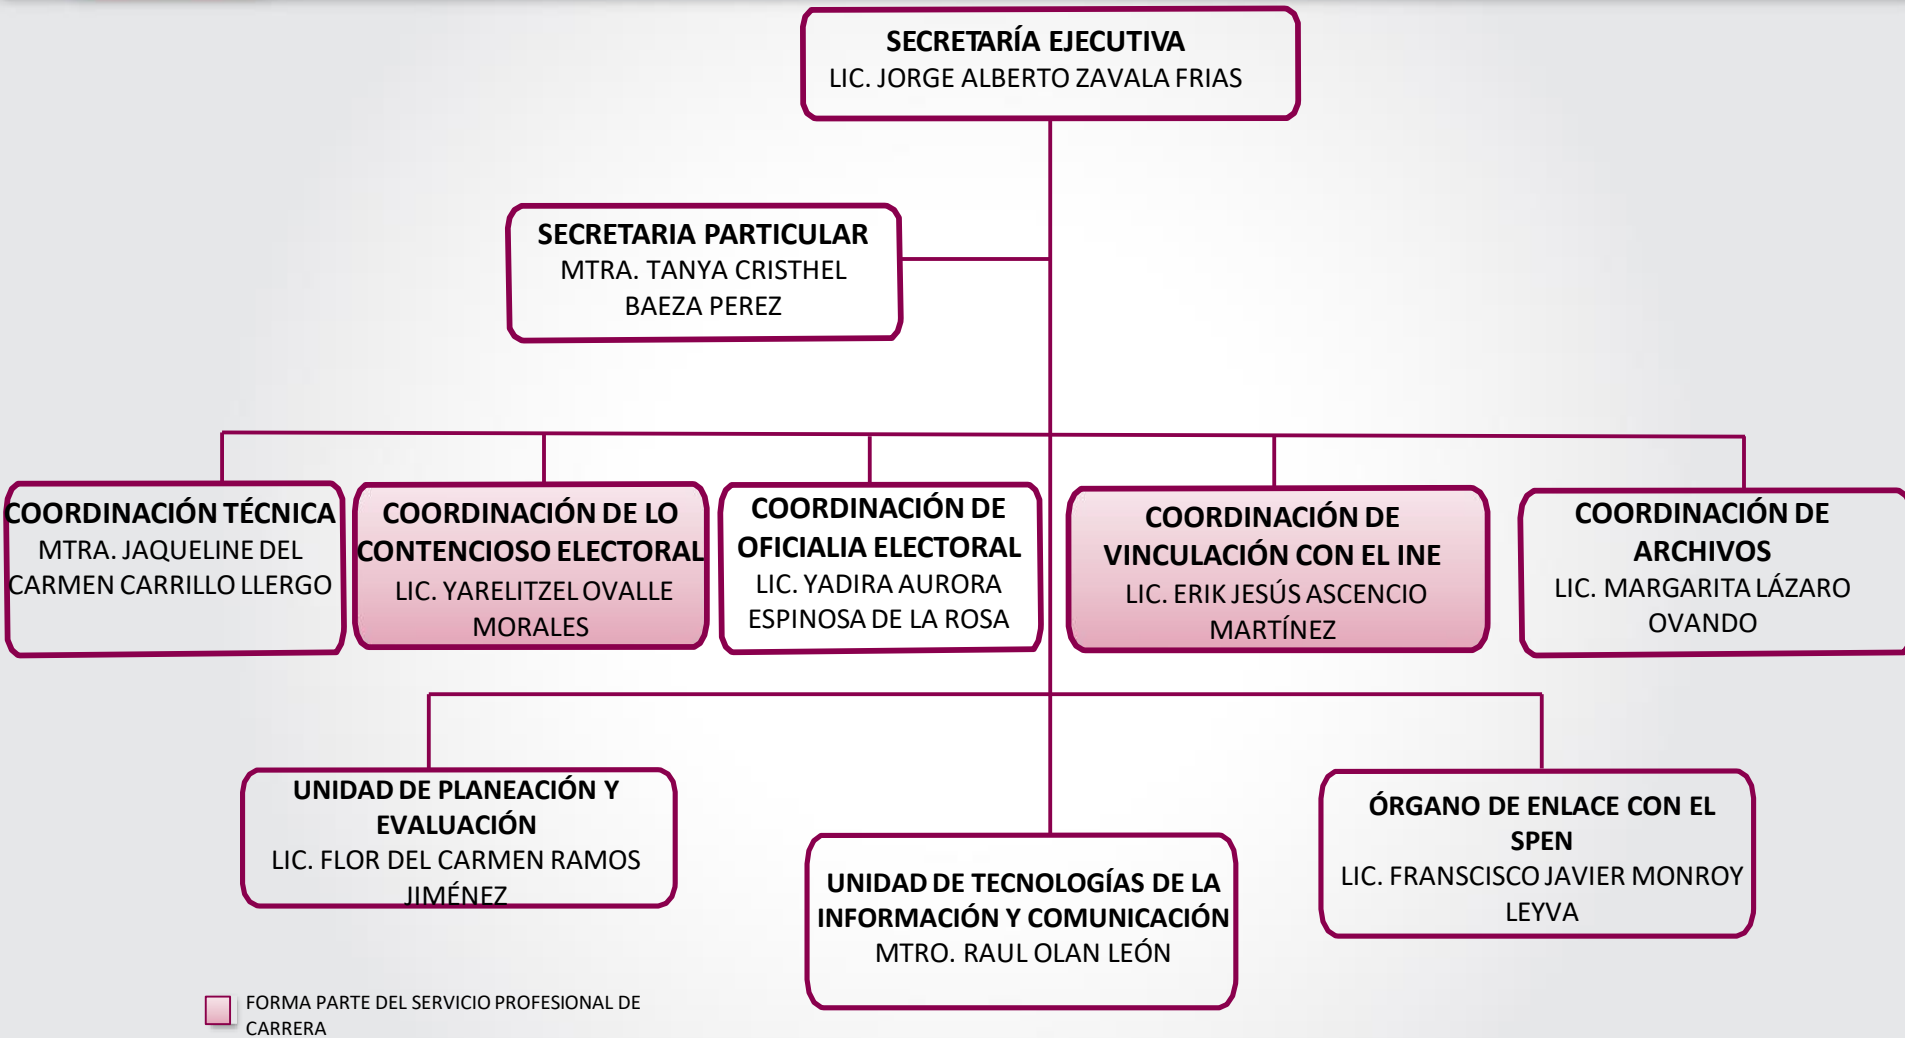 SECRETARÍA EJECUTIVA
LIC. JORGE ALBERTO ZAVALA FRIAS
SECRETARIA PARTICULAR
MTRA. TANYA CRISTHEL
BAEZA PEREZ
COORDINACIÓN TÉCNICA
MTRA. JAQUELINE DEL
CARMEN CARRILLO LLERGO
COORDINACIÓN DE LO
CONTENCIOSO ELECTORAL
LIC. YARELITZEL OVALLE
MORALES
COORDINACIÓN DE
OFICIALIA ELECTORAL
LIC. YADIRA AURORA
ESPINOSA DE LA ROSA
COORDINACIÓN DE
VINCULACIÓN CON EL INE
LIC. ERIK JESÚS ASCENCIO
MARTÍNEZ
COORDINACIÓN DE
ARCHIVOS
LIC. MARGARITA LÁZARO
OVANDO
UNIDAD DE PLANEACIÓN Y
EVALUACIÓN
LIC. FLOR DEL CARMEN RAMOS
JIMÉNEZ
UNIDAD DE TECNOLOGÍAS DE LA
INFORMACIÓN Y COMUNICACIÓN
MTRO. RAUL OLAN LEÓN
ÓRGANO DE ENLACE CON EL
SPEN
LIC. FRANSCISCO JAVIER MONROY
LEYVA
FORMA PARTE DEL SERVICIO PROFESIONAL DE
CARRERA